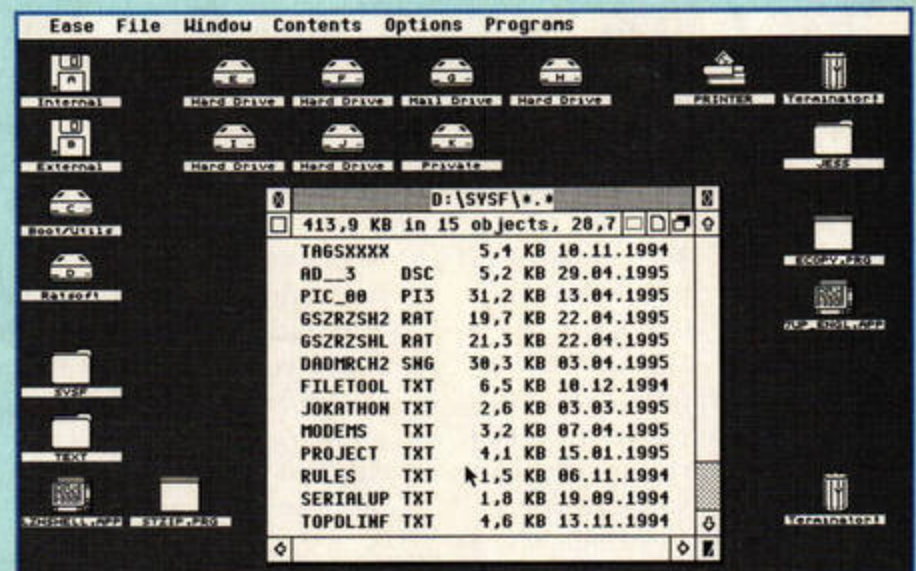 Ease File Window Contents Options Programs
A
E
F
G
H
Internal
Hard Drive
Hard Drive
Mail Drive
Hard Drive
PRINTER
Terminator!
B
I
J
K
External
Hard Drive
Hard Drive
Private
JESS
C
Boot/Utils
D
Ratsoft
D:\SYSF\*.*
413,9 KB in 15 objects, 28,7
TAGSXXXX 5,4 KB 10.11.1994
AD__3 DSC 5,2 KB 29.04.1995
PIC_00 PI3 31,2 KB 13.04.1995
GSZRZSH2 RAT 19,7 KB 22.04.1995
GSZRZSHL RAT 21,3 KB 22.04.1995
DADMRCH2 SNG 30,3 KB 03.04.1995
FILETOOL TXT 6,5 KB 10.12.1994
JOKATHON TXT 2,6 KB 03.03.1995
MODEMS TXT 3,2 KB 07.04.1995
PROJECT TXT 4,1 KB 15.01.1995
RULES TXT 1,5 KB 06.11.1994
SERIALUP TXT 1,8 KB 19.09.1994
TOPDLINF TXT 4,6 KB 13.11.1994
ECOPY.PRG
SYSF
TEXT
LZHSHELL.APP
STZIP.PRG
Terminator!